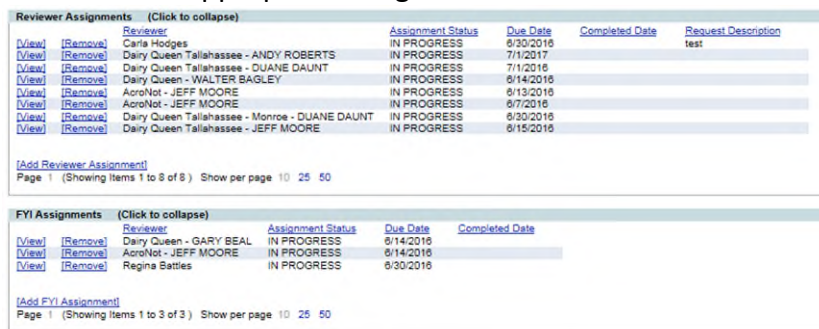 Reviewer Assignments (Click to collapse)
Reviewer Assignment Status Due Date Completed Date Request Description
[View] [Remove] Carla Hodges IN PROGRESS 6/30/2016 test
[View] [Remove] Dairy Queen Tallahassee - ANDY ROBERTS IN PROGRESS 7/1/2017
[View] [Remove] Dairy Queen Tallahassee - DUANE DAUNT IN PROGRESS 7/1/2016
[View] [Remove] Dairy Queen - WALTER BAGLEY IN PROGRESS 6/14/2016
[View] [Remove] AcroNot - JEFF MOORE IN PROGRESS 6/13/2016
[View] [Remove] AcroNot - JEFF MOORE IN PROGRESS 6/7/2016
[View] [Remove] Dairy Queen Tallahassee - Monroe - DUANE DAUNT IN PROGRESS 6/30/2016
[View] [Remove] Dairy Queen Tallahassee - JEFF MOORE IN PROGRESS 6/15/2016
[Add Reviewer Assignment]
Page 1 (Showing Items 1 to 8 of 8 ) Show per page 10 25 50
FYI Assignments (Click to collapse)
Reviewer Assignment Status Due Date Completed Date
[View] [Remove] Dairy Queen - GARY BEAL IN PROGRESS 6/14/2016
[View] [Remove] AcroNot - JEFF MOORE IN PROGRESS 6/14/2016
[View] [Remove] Regina Battles IN PROGRESS 6/30/2016
[Add FYI Assignment]
Page 1 (Showing Items 1 to 3 of 3 ) Show per page 10 25 50